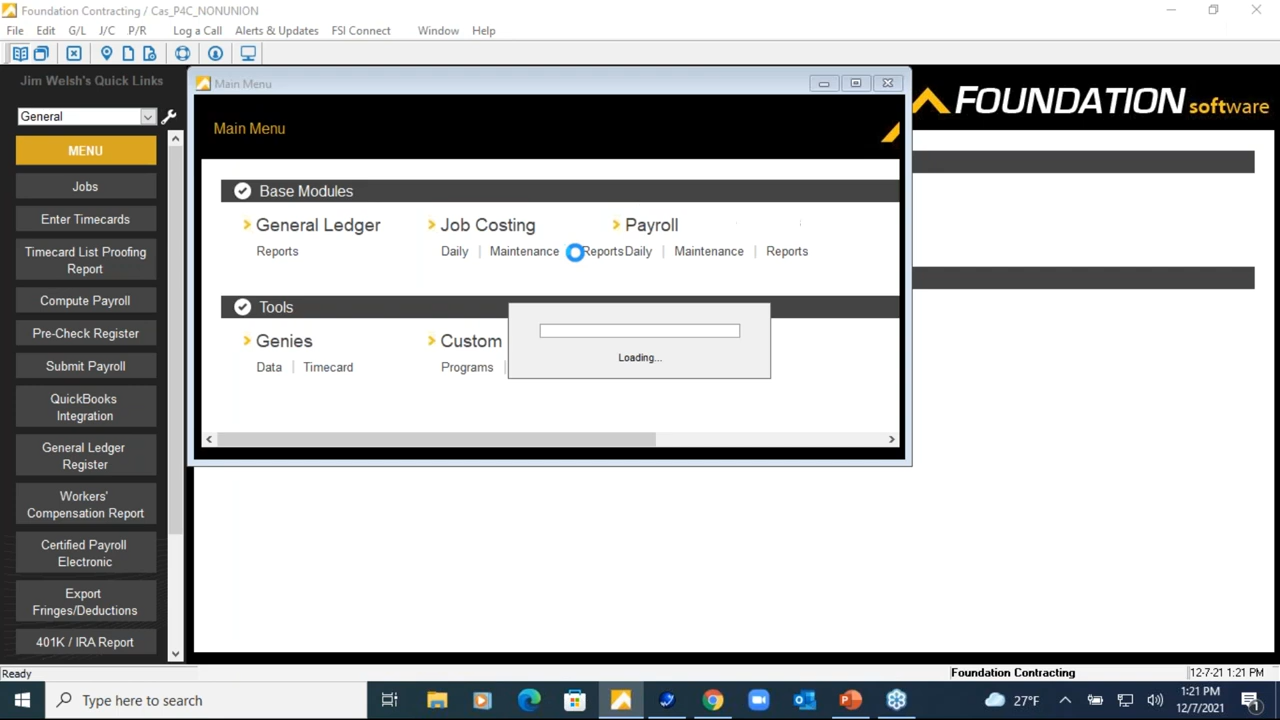 Foundation Contracting / Cas_P4C_NONUNION
File Edit G/L J/C P/R Log a Call Alerts & Updates FSI Connect Window Help
Jim Welsh's Quick Links
General
MENU
Jobs
Enter Timecards
Timecard List Proofing
Report
Compute Payroll
Pre-Check Register
Submit Payroll
QuickBooks
Integration
General Ledger
Register
Workers'
Compensation Report
Certified Payroll
Electronic
Export
Fringes/Deductions
401K / IRA Report
Main Menu
Main Menu
Base Modules
General Ledger Job Costing Payroll
Reports Daily Maintenance Reports Daily Maintenance Reports
Tools
Genies Custom
Data Timecard Programs
Loading...
FOUNDATION software
Ready Foundation Contracting 12-7-21 1:21 PM
Type here to search
27°F
1:21 PM
12/7/2021
1